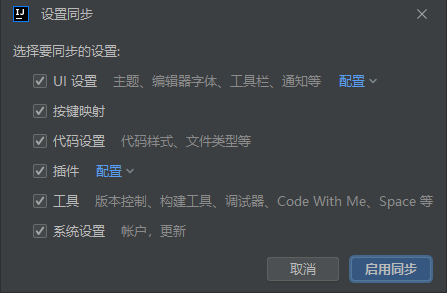 IJ 设置同步
选择要同步的设置:
UI 设置 主题、编辑器字体、工具栏、通知等 配置
按键映射
代码设置 代码样式、文件类型等
插件 配置
工具 版本控制、构建工具、调试器、Code With Me、Space 等
系统设置 帐户，更新
取消 启用同步